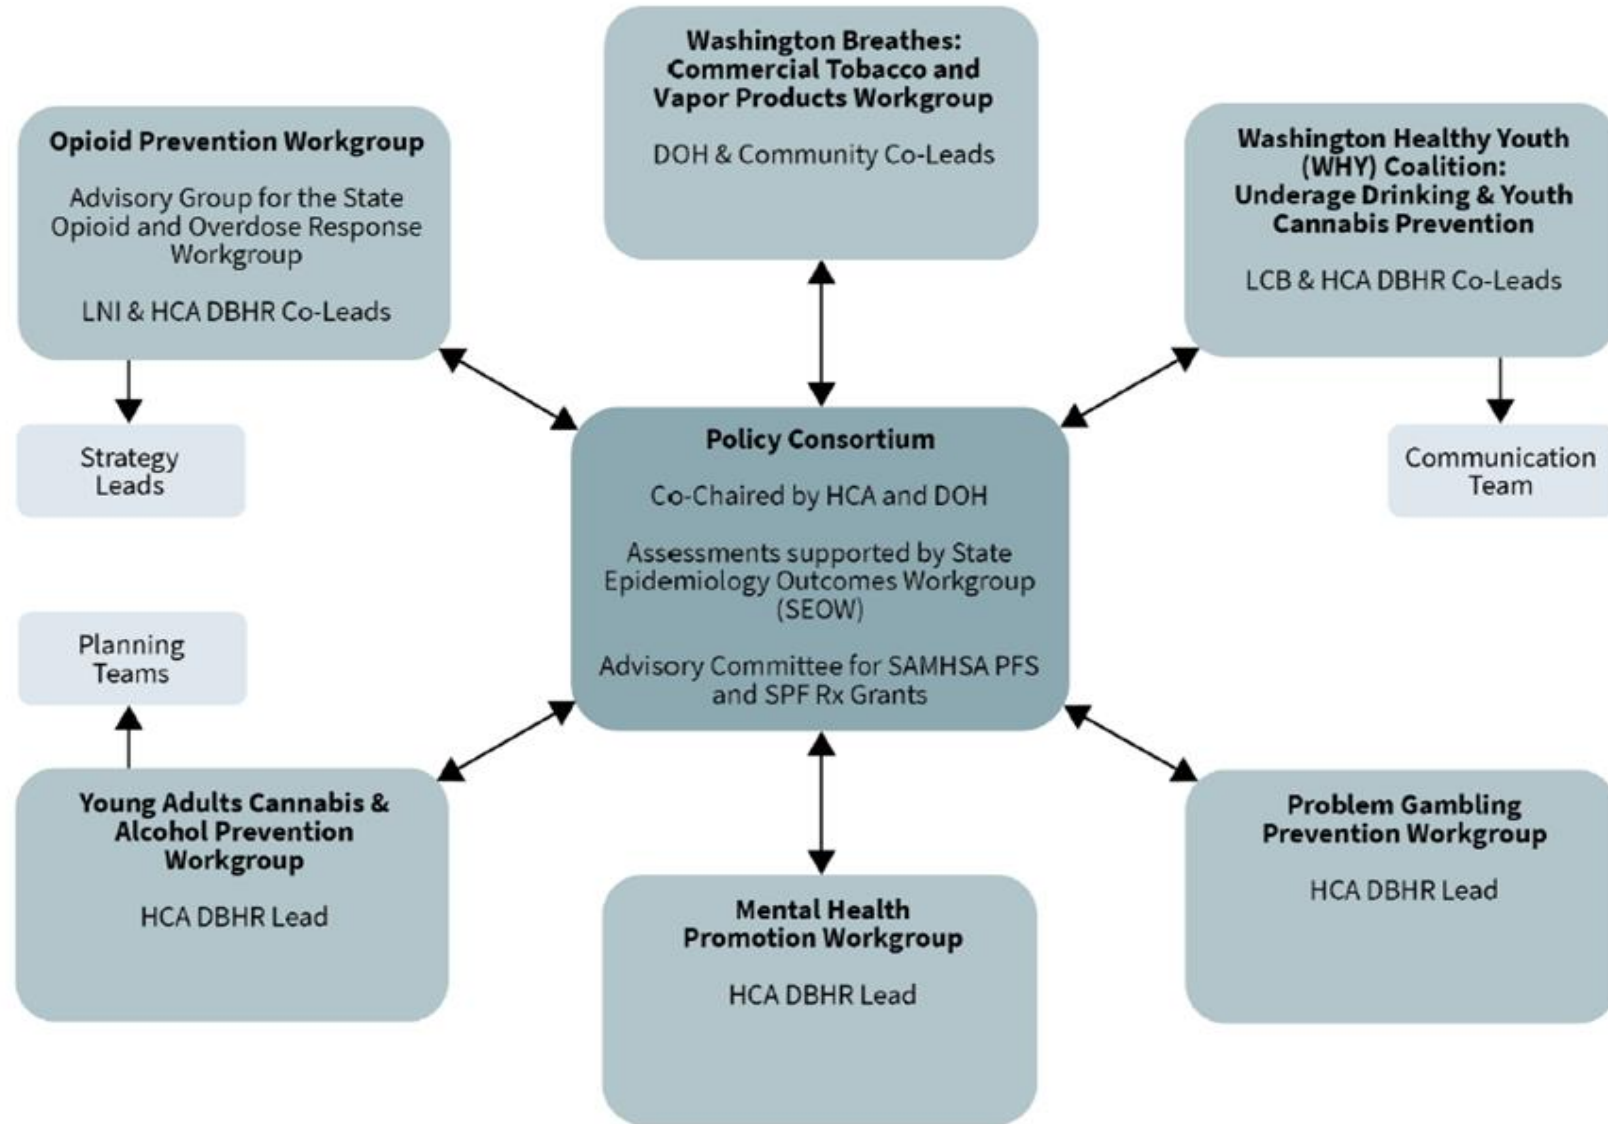 Washington Breathes:
Commercial Tobacco and
Vapor Products Workgroup
DOH & Community Co-Leads
Opioid Prevention Workgroup
Advisory Group for the State
Opioid and Overdose Response
Workgroup
LNI & HCA DBHR Co-Leads
Washington Healthy Youth
(WHY) Coalition:
Underage Drinking & Youth
Cannabis Prevention
LCB & HCA DBHR Co-Leads
Strategy
Leads
Policy Consortium
Co-Chaired by HCA and DOH
Assessments supported by State
Epidemiology Outcomes Workgroup
(SEOW)
Advisory Committee for SAMHSA PFS
and SPF Rx Grants
Communication
Team
Planning
Teams
Young Adults Cannabis &
Alcohol Prevention
Workgroup
HCA DBHR Lead
Mental Health
Promotion Workgroup
HCA DBHR Lead
Problem Gambling
Prevention Workgroup
HCA DBHR Lead